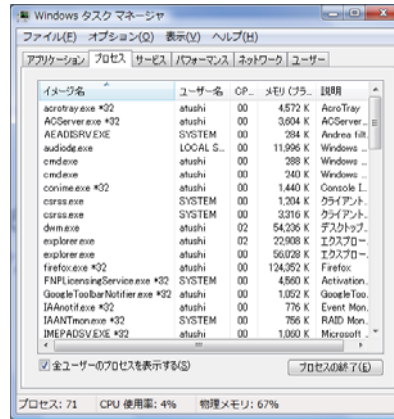 Windows タスク マネージャ
ファイル(F) オプション(O) 表示(V) ヘルプ(H)
アプリケーション プロセス サービス パフォーマンス ネットワーク ユーザー
イメージ名 ユーザー名 CP... メモリ (プラ... 説明
acrotray.exe *32 atushi 00 4,572 K AcroTray
ACServer.exe *32 atushi 00 3,604 K ACServer...
AEADISRV.EXE SYSTEM 00 284 K Andrea filt...
audiodg.exe LOCAL S... 00 11,996 K Windows ...
cmd.exe atushi 00 288 K Windows ...
cmd.exe atushi 00 240 K Windows ...
conime.exe *32 atushi 00 1,440 K Console I...
csrss.exe SYSTEM 00 1,204 K クライアント...
csrss.exe SYSTEM 00 3,316 K クライアント...
dwm.exe atushi 02 54,236 K デスクトップ...
explorer.exe atushi 02 22,908 K エクスプロー...
explorer.exe atushi 00 56,028 K エクスプロー...
firefox.exe *32 atushi 00 124,352 K Firefox
FNPLicensingService.exe *32 SYSTEM 00 4,560 K Activation...
GoogleToolbarNotifier.exe *32 atushi 00 1,052 K GoogleToo...
IAAnotif.exe *32 atushi 00 776 K Event Mon...
IAANTmon.exe *32 SYSTEM 00 756 K RAID Mon...
IMEPADSV.EXE *32 atushi 00 1,060 K Microsoft ...
全ユーザーのプロセスを表示する(S) プロセスの終了(E)
プロセス: 71 CPU 使用率: 4% 物理メモリ: 67%